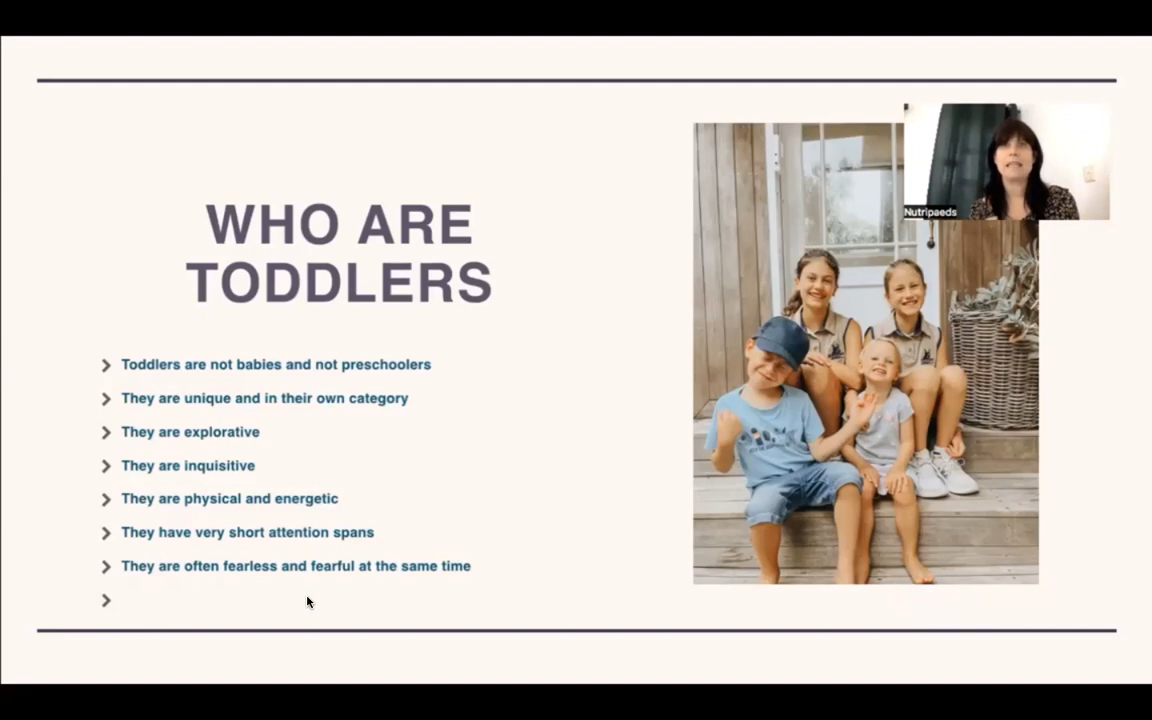 WHO ARE
TODDLERS
Toddlers are not babies and not preschoolers
They are unique and in their own category
They are explorative
They are inquisitive
They are physical and energetic
They have very short attention spans
They are often fearless and fearful at the same time
Nutripaeds